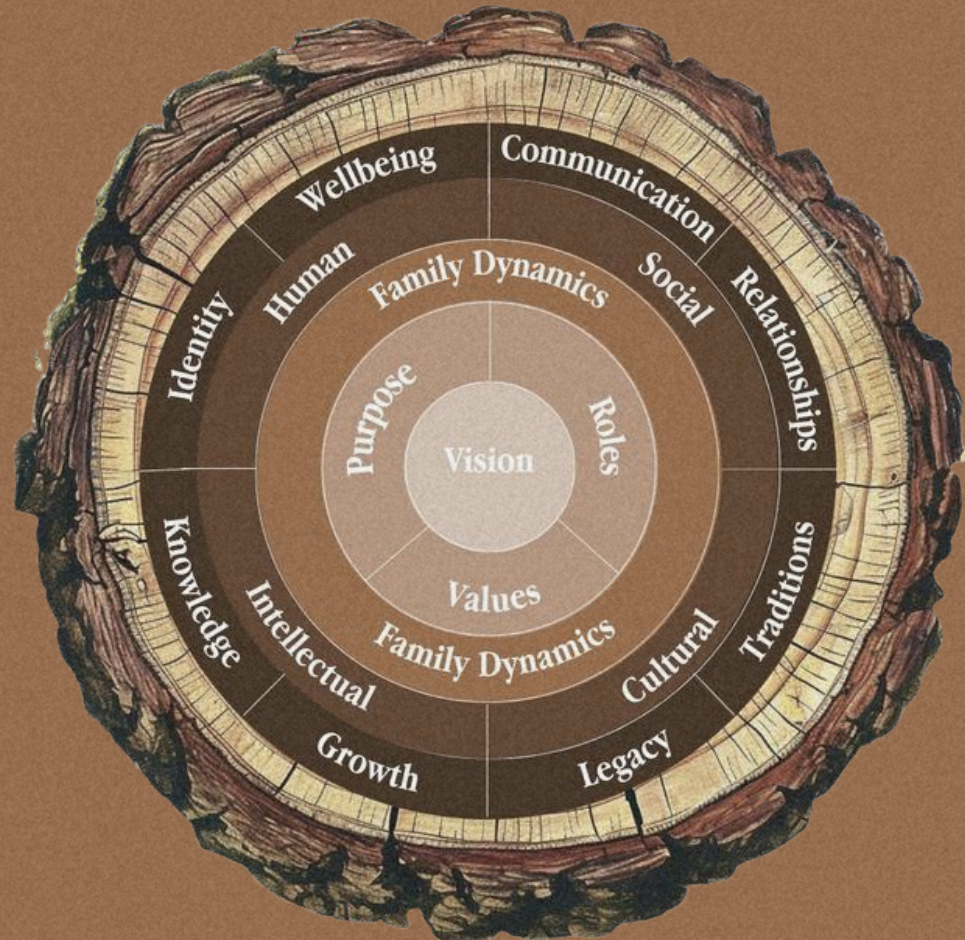 Wellbeing
Communication
Identity
Human
Family Dynamics
Social
Relationships
Purpose
Roles
Vision
Values
Family Dynamics
Knowledge
Intellectual
Cultural
Traditions
Growth
Legacy